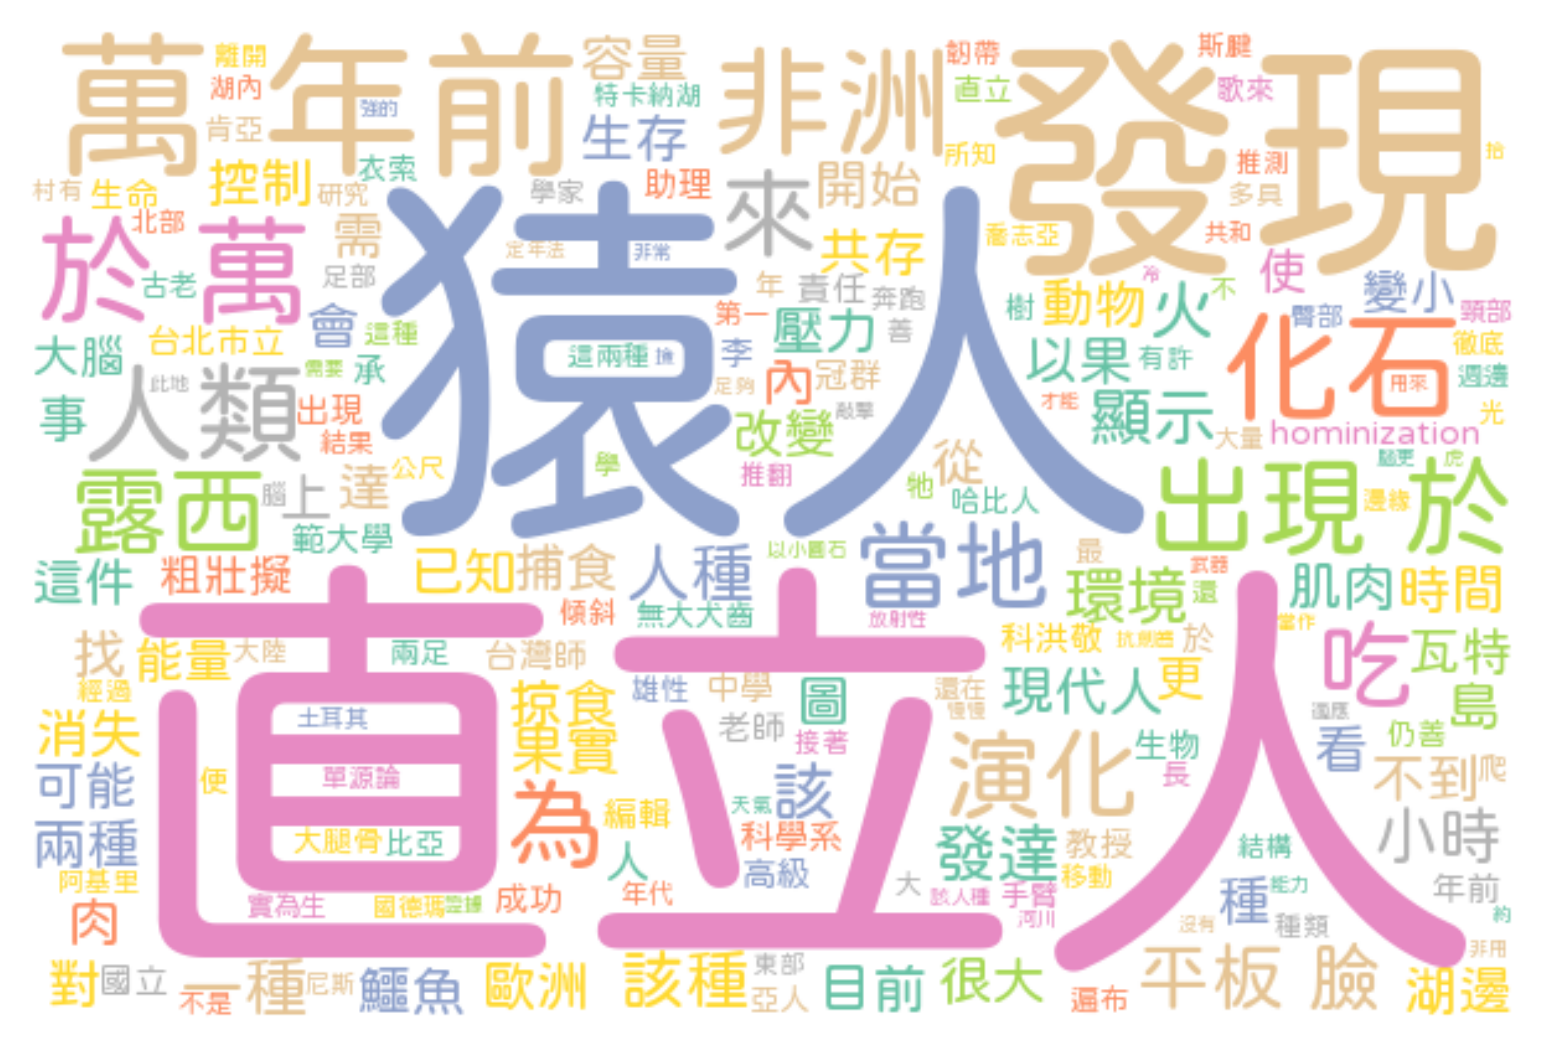 萬年前
離開
湖內
強的
肯亞
容量
特卡納湖
生存
非洲
韌帶
直立
所知
發現
斯腱
歌來
推測
多具
拾
村有
生命
控制
研究
衣索
學家
助理
來
開始
北部
於萬
需
足部
古老
猿人
定年法
非常
共存
喬志亞
共和
冷
使
不
變小
頸部
年
責任
奔跑
樹
動物
火
臀部
徹底
第一
壓力
善
會
這種
台北市立
大腦
需要
承
這兩種
李
以果
有許
化石
用來
週邊
此地
人類
出現
事
結果
足夠
內
冠群
敲擊
改變
才能
顯示
大量
hominization
光
學
推翻
從
露西
腦
上
達
公尺
牠
哈比人
出現於
虎
邊緣
範大學
以小圓石
當地
最
武器
這件
粗壯擬
已知
捕食
人種
環境
還
肌肉
時間
直立人
傾斜
無大犬齒
放射性
科洪敬
於
當作
吃
瓦特
找
能量
大陸
兩足
台灣師
經過
掠食
雄性
中學
圖
還在
慢慢
現代人
更
島
適應
消失
土耳其
果實
老師
接著
演化
生物
看
仍善
可能
便
單源論
長
不到
爬
為
編輯
天氣
該
科學系
兩種
大腿骨
比亞
人
高級
發達
教授
結構
小時
阿基里
大
移動
能力
年前
肉
實為生
國德瑪
成功
年代
該人種
手臂
河川
種
種類
沒有
約
對
國立
一種
不是
尼斯
鱷魚
歐洲
該種
東部
亞人
目前
很大
遍布
平板
臉
非用
湖邊